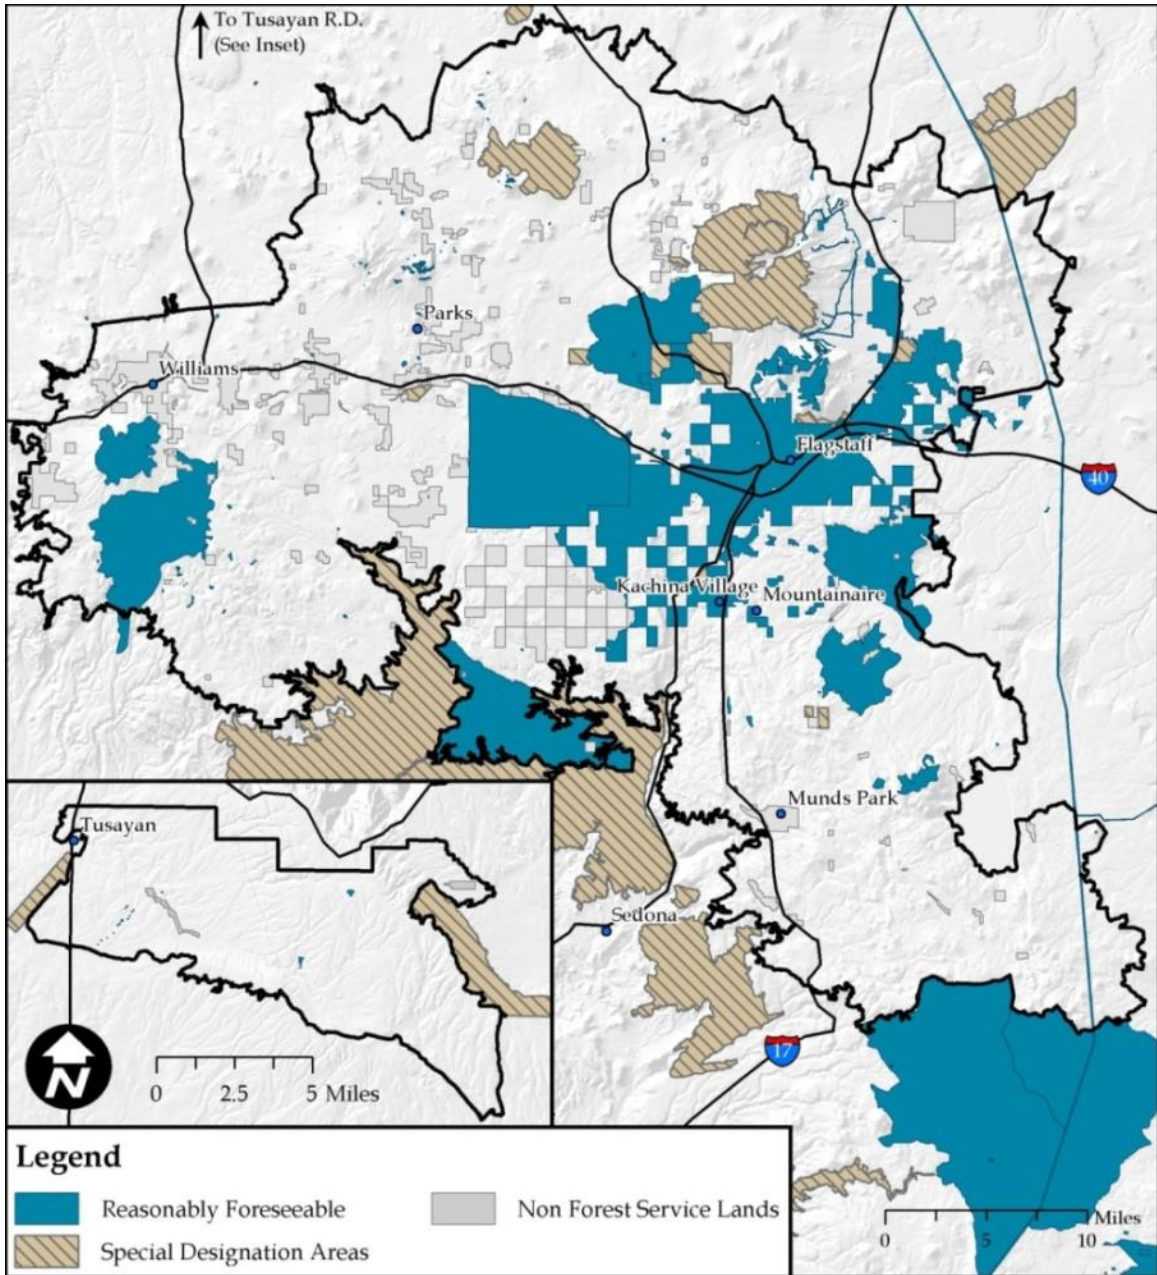 To Tusayan R.D.
(See Inset)
Parks
Williams
Flagstaff
40
Kachina Village
Mountainaire
Munds Park
Tusayan
Sedona
17
N
0 2.5 5 Miles
Legend
Reasonably Foreseeable
Non Forest Service Lands
Special Designation Areas
Miles
0 5 10